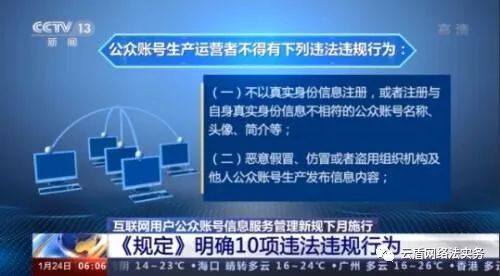 CCTV 13
新闻
高清
公众账号生产运营者不得有下列违法违规行为：
（一）不以真实身份信息注册，或者注册与
自身真实身份信息不相符的公众账号名称、
头像、简介等；
（二）恶意假冒、仿冒或者盗用组织机构及
他人公众账号生产发布信息内容；
互联网用户公众账号信息服务管理新规下月施行
《规定》明确10项违法违规行为
1月24日 06:06
-14~23℃ 海口 晴转多云 16~24℃ 广州 多云 16~24℃ 香港
云盾网络法实务